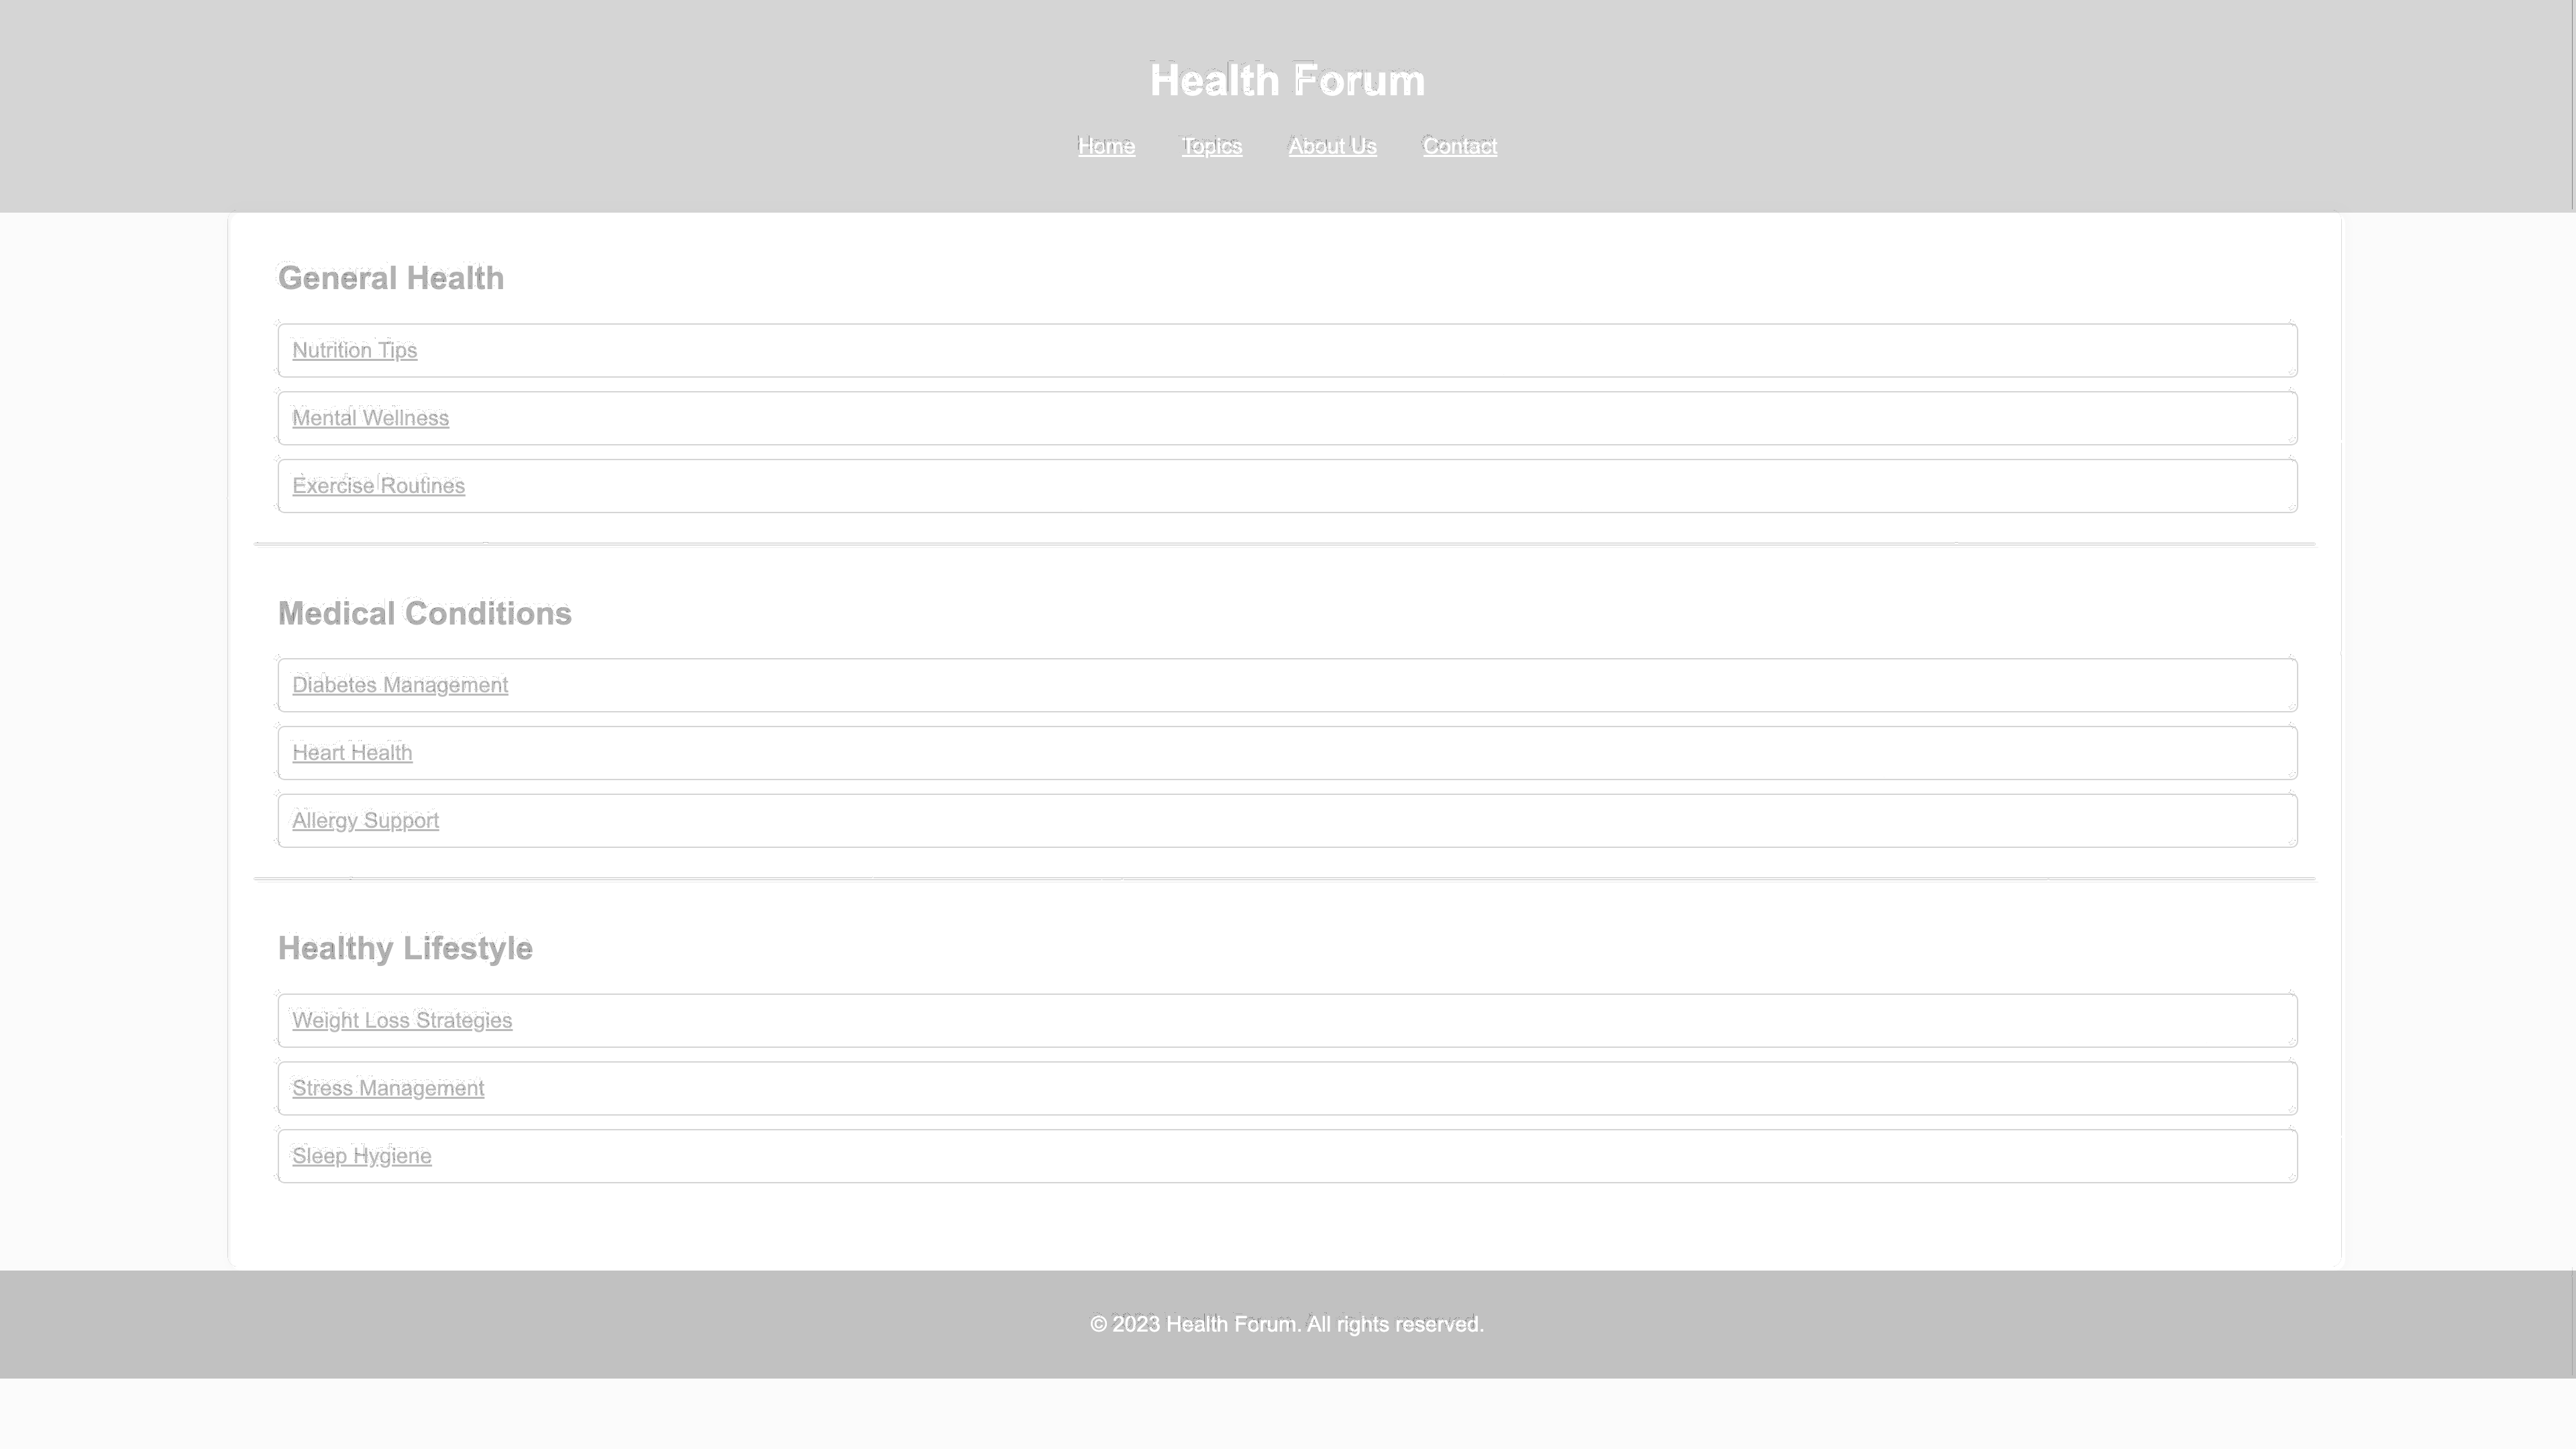 Health Forum
Home Topics About Us Contact
General Health
Nutrition Tips
Mental Wellness
Exercise Routines
Medical Conditions
Diabetes Management
Heart Health
Allergy Support
Healthy Lifestyle
Weight Loss Strategies
Stress Management
Sleep Hygiene
© 2023 Health Forum. All rights reserved.